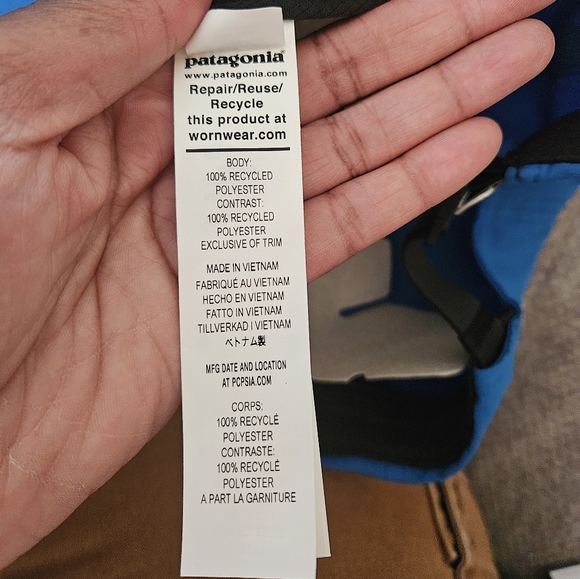 patagonia®
www.patagonia.com
Repair/Reuse/
Recycle
this product at
wornwear.com
BODY:
100% RECYCLED
POLYESTER
CONTRAST:
100% RECYCLED
POLYESTER
EXCLUSIVE OF TRIM
MADE IN VIETNAM
FABRIQUÉ AU VIETNAM
HECHO EN VIETNAM
FATTO IN VIETNAM
TILLVERKAD I VIETNAM
ベトナム製
MFG DATE AND LOCATION
AT PCPSIA.COM
CORPS:
100% RECYCLÉ
POLYESTER
CONTRASTE:
100% RECYCLÉ
POLYESTER
A PART LA GARNITURE